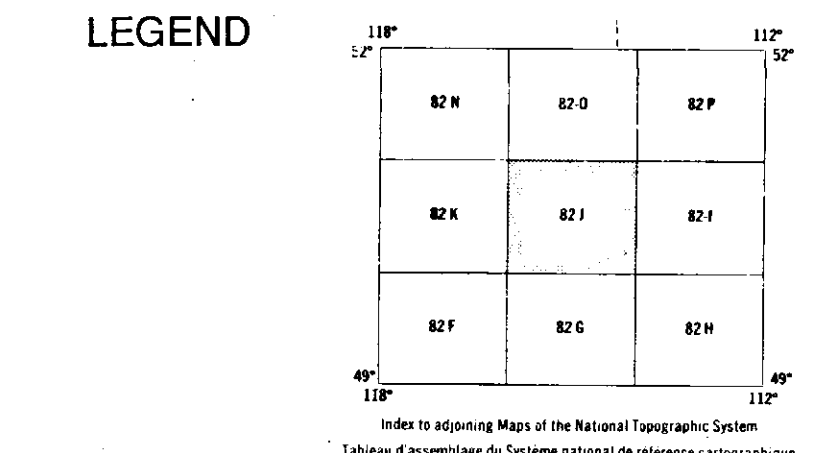 LEGEND
118° 112°
52° 52°
82 N 82-O 82 P
82 K 82 J 82-I
82 F 82 G 82 H
49° 49°
118° 112°
Index to adjoining Maps of the National Topographic System
Tableau d'assemblage du Système national de référence cartographique